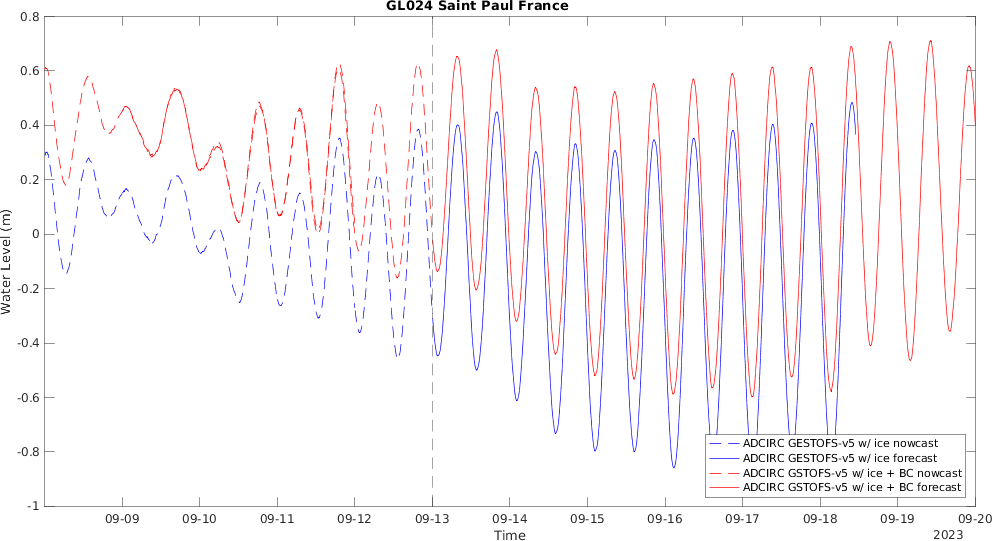 GL024 Saint Paul France
0.8
0.6
0.4
0.2
0
-0.2
-0.4
-0.6
-0.8
-1
Water Level (m)
09-09 09-10 09-11 09-12 09-13 09-14 09-15 09-16 09-17 09-18 09-19 09-20
Time
2023
ADCIRC GESTOFS-v5 w/ ice nowcast
ADCIRC GESTOFS-v5 w/ ice forecast
ADCIRC GSTOFS-v5 w/ ice + BC nowcast
ADCIRC GSTOFS-v5 w/ ice + BC forecast